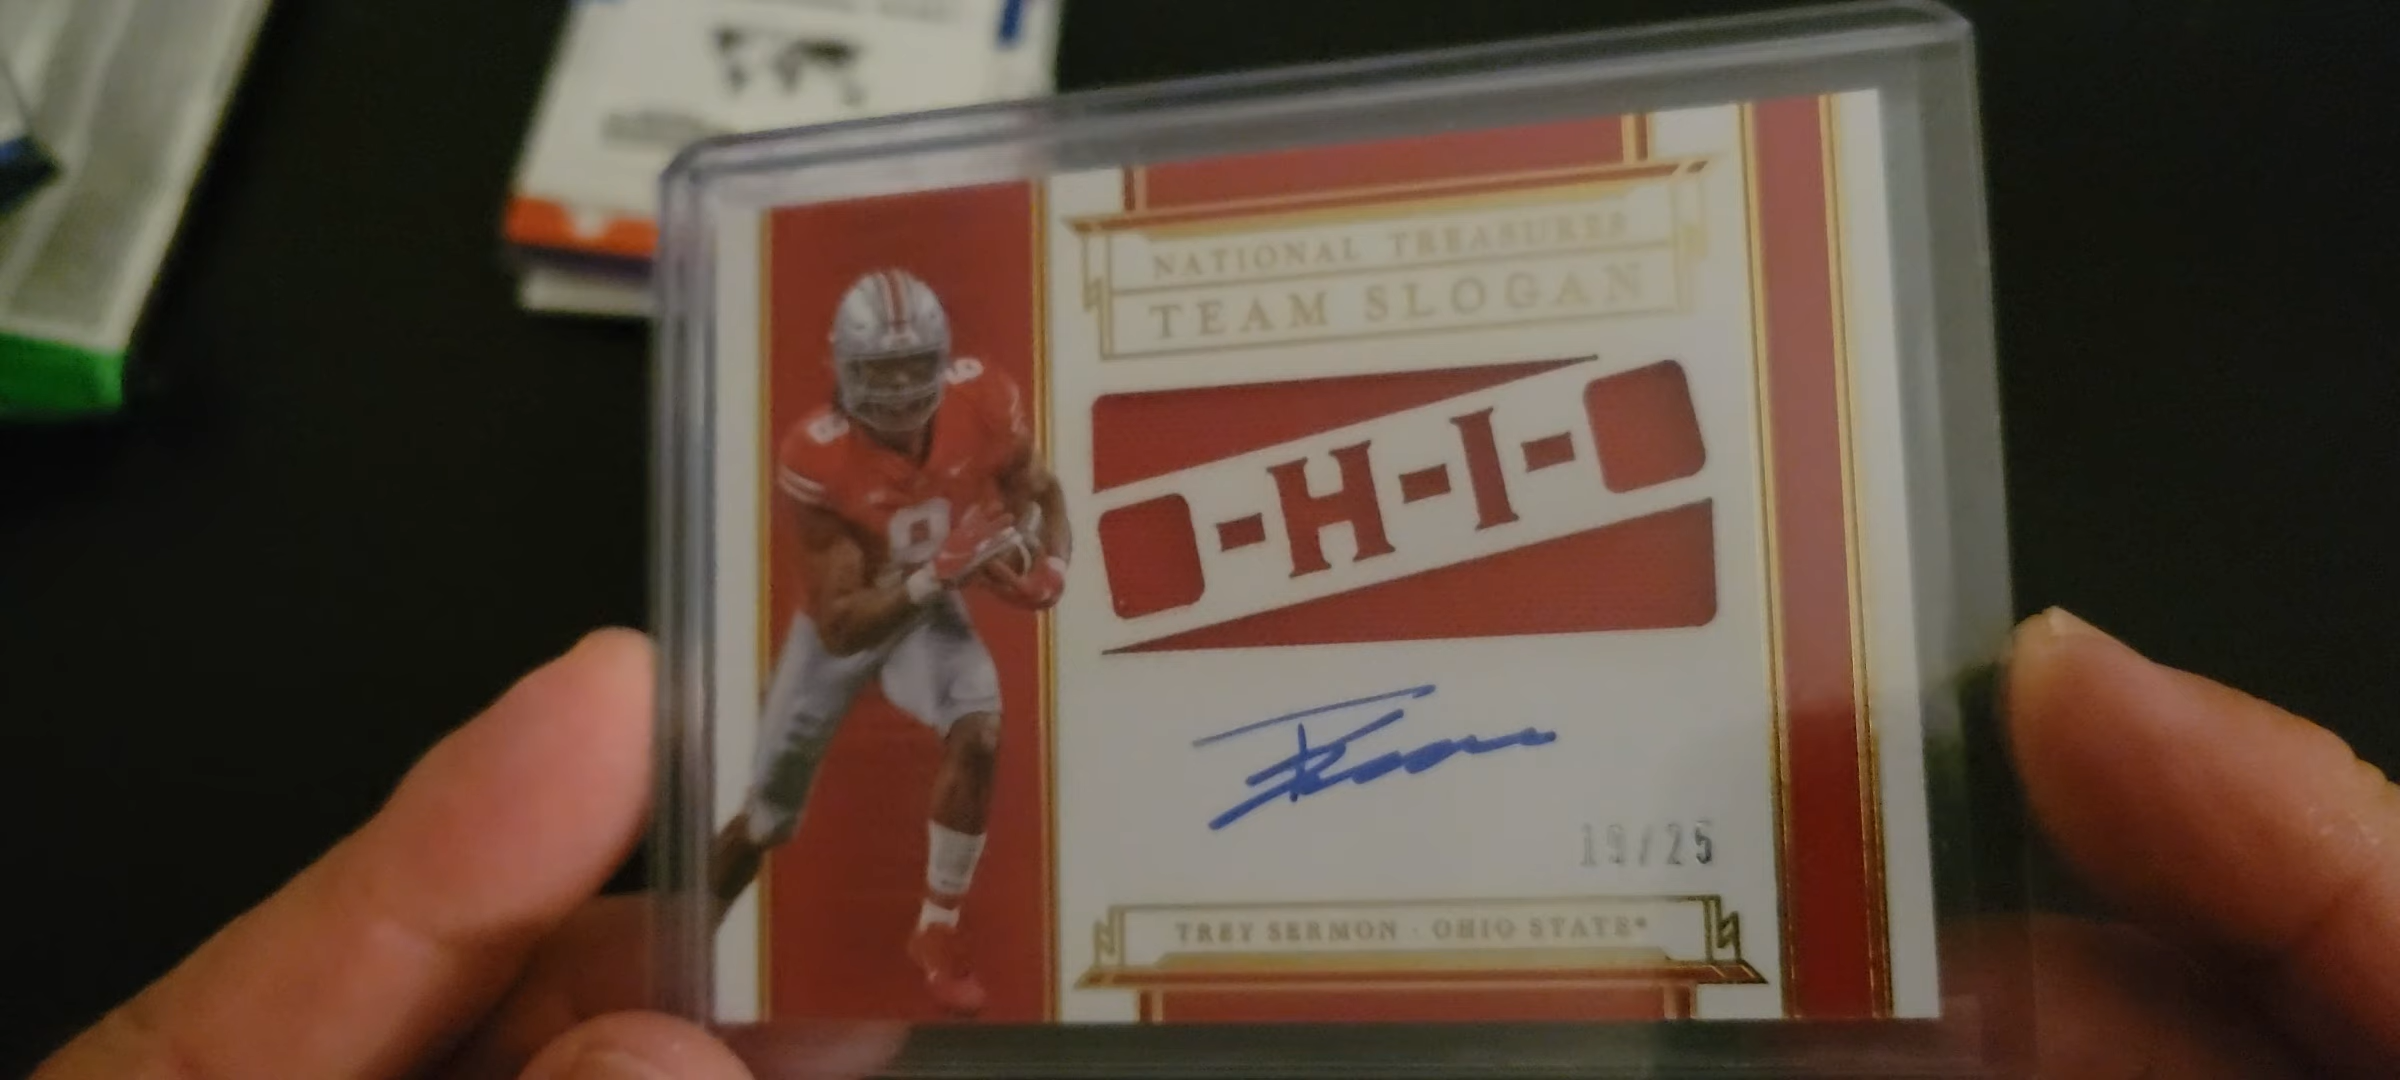 NATIONAL TREASURES
TEAM SLOGAN
O-H-I-O
19/25
TREY SERMON · OHIO STATE*